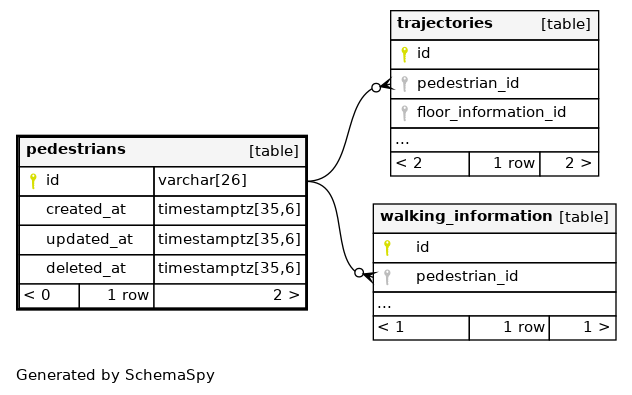 trajectories [table]
id
pedestrian_id
floor_information_id
...
< 2 1 row 2 >
pedestrians [table]
id varchar[26]
created_at timestamptz[35,6]
updated_at timestamptz[35,6]
deleted_at timestamptz[35,6]
< 0 1 row 2 >
walking_information [table]
id
pedestrian_id
...
< 1 1 row 1 >
Generated by SchemaSpy